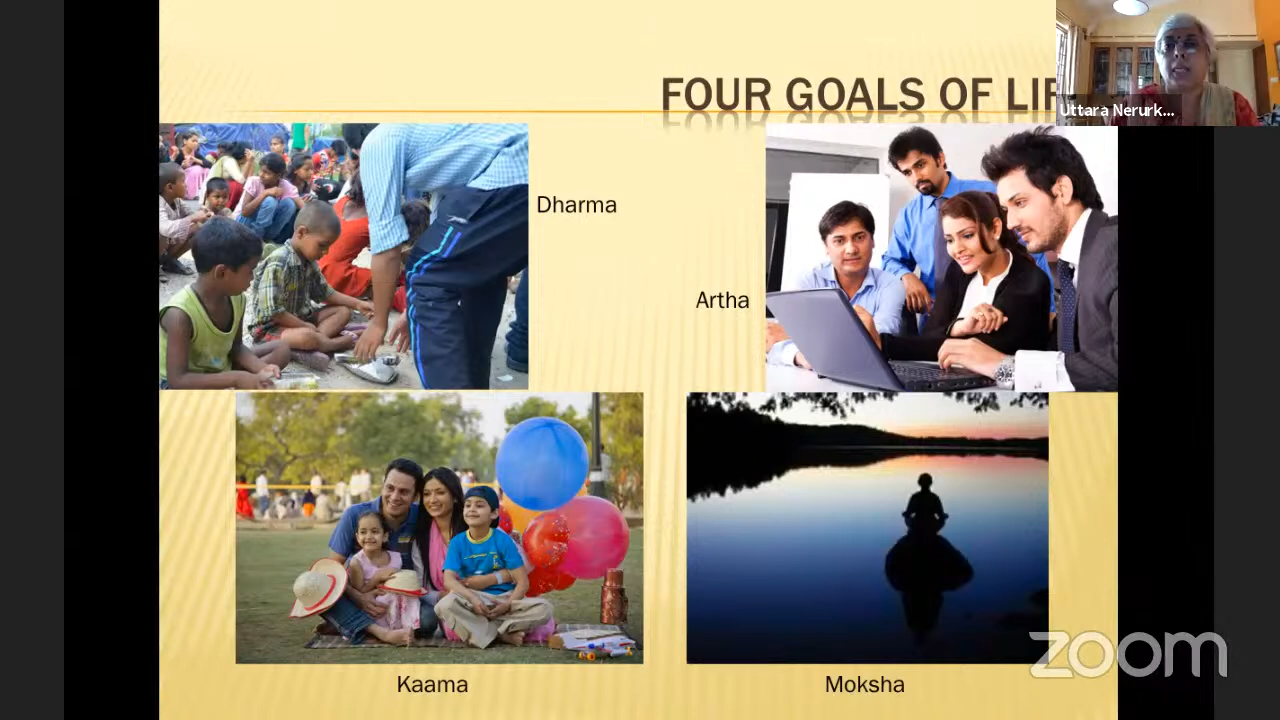 FOUR GOALS OF LIF
Uttara Nerurk...
Dharma
Artha
Kaama
Moksha
zoom